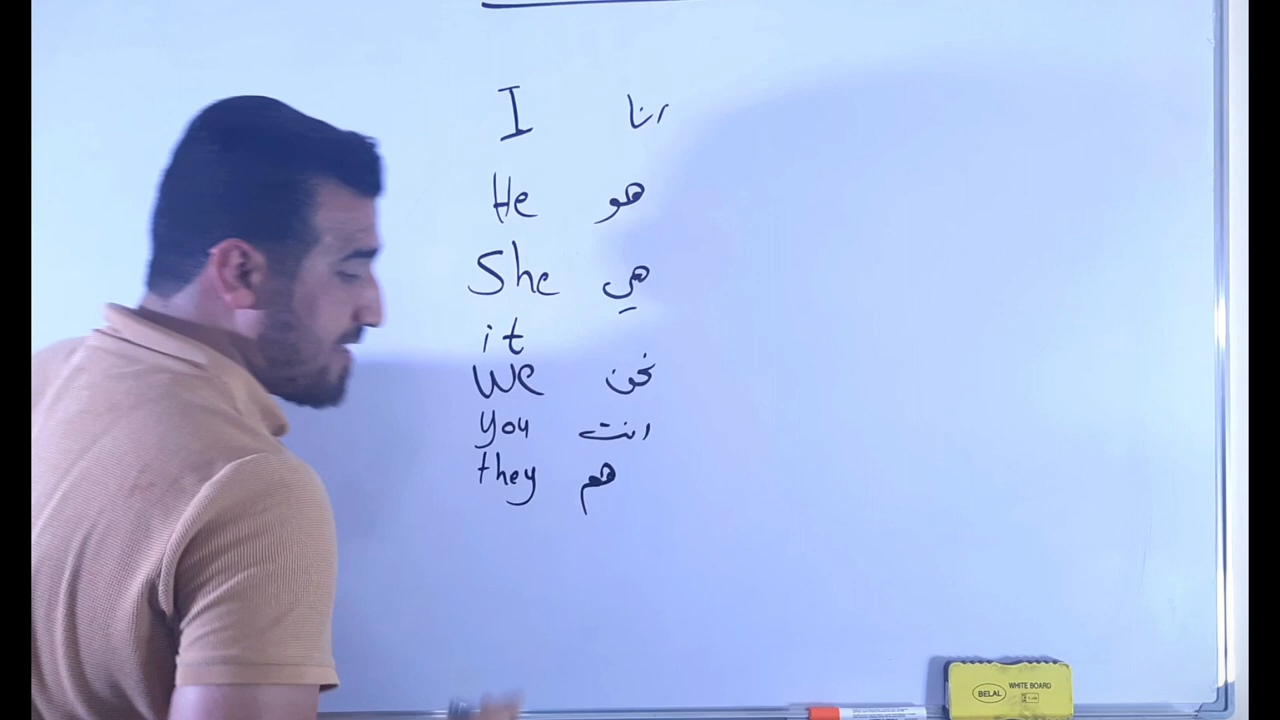 I انا
He هو
She هي
it
we نحن
you انت
they هم
BELAL WHITE BOARD